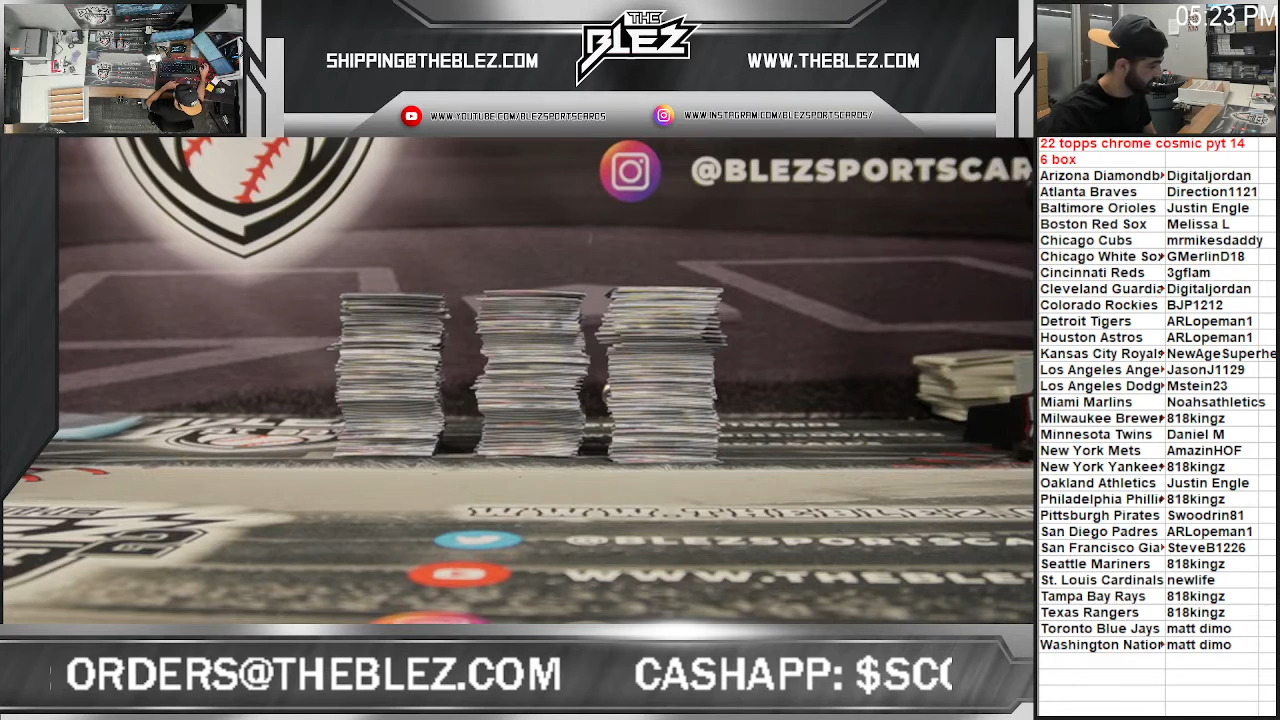 05:23 PM
THE
BLEZ
SHIPPING@THEBLEZ.COM
WWW.THEBLEZ.COM
WWW.YOUTUBE.COM/BLEZSPORTSCARDS
WWW.INSTAGRAM.COM/BLEZSPORTSCARDS/
@BLEZSPORTSCAR
22 topps chrome cosmic pyt 14
6 box
Arizona Diamondb Digitaljordan
Atlanta Braves Direction1121
Baltimore Orioles Justin Engle
Boston Red Sox Melissa L
Chicago Cubs mrmikesdaddy
Chicago White Sox GMerlinD18
Cincinnati Reds 3gflam
Cleveland Guardia Digitaljordan
Colorado Rockies BJP1212
Detroit Tigers ARLopeman1
Houston Astros ARLopeman1
Kansas City Royals NewAgeSuperhe
Los Angeles Ange JasonJ1129
Los Angeles Dodg Mstein23
Miami Marlins Noahsathletics
Milwaukee Brewe 818kingz
Minnesota Twins Daniel M
New York Mets AmazinHOF
New York Yankee 818kingz
Oakland Athletics Justin Engle
Philadelphia Philli 818kingz
Pittsburgh Pirates Swoodrin81
San Diego Padres ARLopeman1
San Francisco Gia SteveB1226
Seattle Mariners 818kingz
St. Louis Cardinals newlife
Tampa Bay Rays 818kingz
Texas Rangers 818kingz
Toronto Blue Jays matt dimo
Washington Nation matt dimo
@BLEZSPORTSCA
WWW.THEBLEZ
ORDERS@THEBLEZ.COM CASHAPP: $SCC